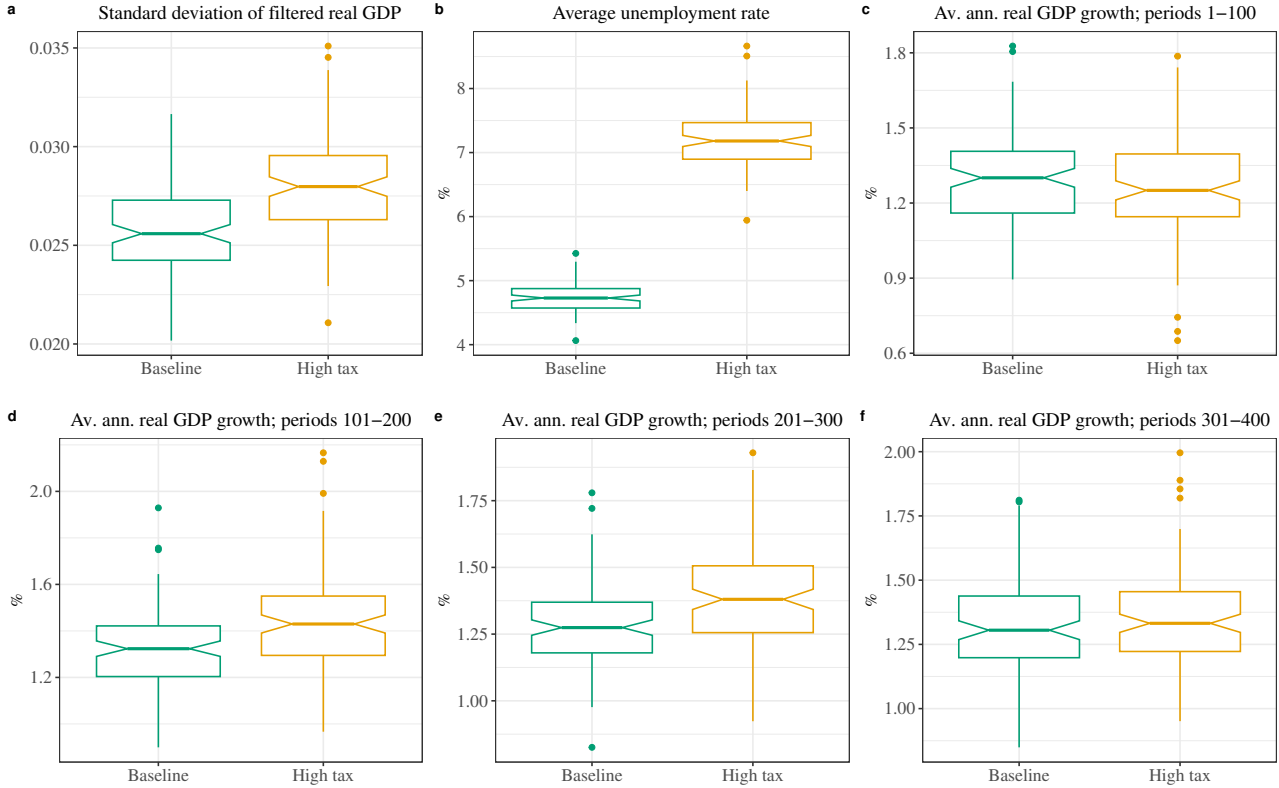 a Standard deviation of filtered real GDP
0.035
0.030
0.025
0.020
Baseline High tax
b Average unemployment rate
%
8
7
6
5
4
Baseline High tax
c Av. ann. real GDP growth; periods 1−100
%
1.8
1.5
1.2
0.9
0.6
Baseline High tax
d Av. ann. real GDP growth; periods 101−200
%
2.0
1.6
1.2
Baseline High tax
e Av. ann. real GDP growth; periods 201−300
%
1.75
1.50
1.25
1.00
Baseline High tax
f Av. ann. real GDP growth; periods 301−400
%
2.00
1.75
1.50
1.25
1.00
Baseline High tax